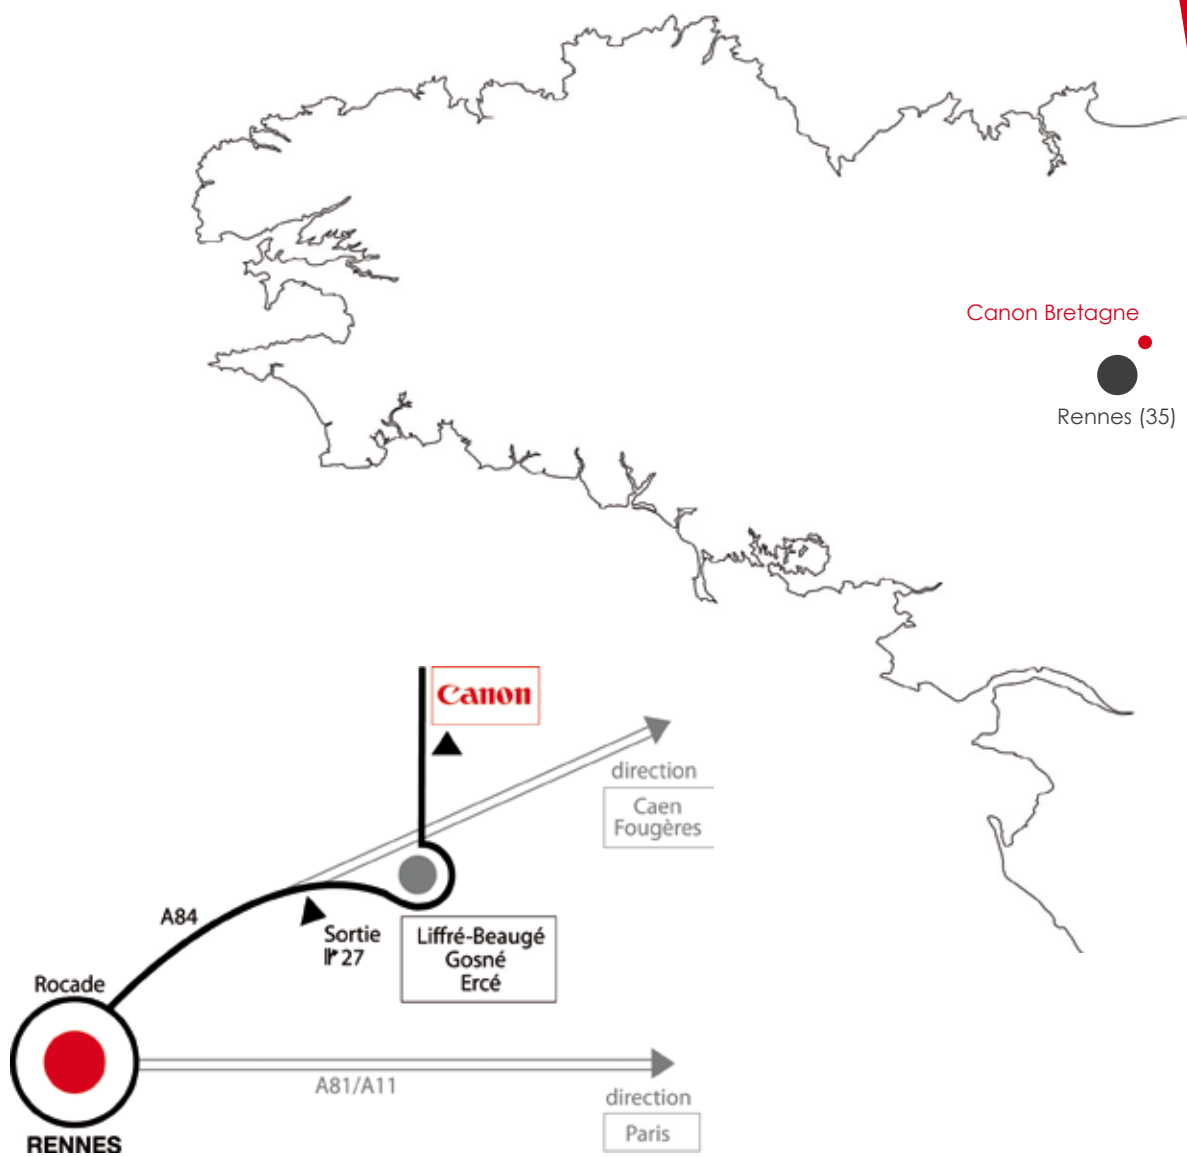 Canon Bretagne
Rennes (35)
Canon
direction
Caen
Fougères
A84
Sortie
27
Liffré-Beaugé
Gosné
Ercé
Rocade
A81/A11
direction
Paris
RENNES